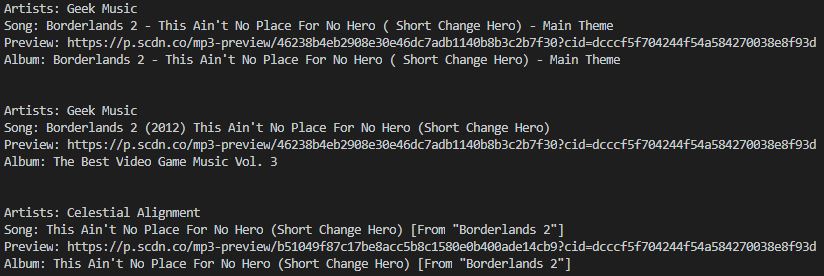 Artists: Geek Music
Song: Borderlands 2 - This Ain't No Place For No Hero ( Short Change Hero) - Main Theme
Preview: https://p.scdn.co/mp3-preview/46238b4eb2908e30e46dc7adb1140b8b3c2b7f30?cid=dcccf5f704244f54a584270038e8f93d
Album: Borderlands 2 - This Ain't No Place For No Hero ( Short Change Hero) - Main Theme
Artists: Geek Music
Song: Borderlands 2 (2012) This Ain't No Place For No Hero (Short Change Hero)
Preview: https://p.scdn.co/mp3-preview/46238b4eb2908e30e46dc7adb1140b8b3c2b7f30?cid=dcccf5f704244f54a584270038e8f93d
Album: The Best Video Game Music Vol. 3
Artists: Celestial Alignment
Song: This Ain't No Place For No Hero (Short Change Hero) [From "Borderlands 2"]
Preview: https://p.scdn.co/mp3-preview/b51049f87c17be8acc5b8c1580e0b400ade14cb9?cid=dcccf5f704244f54a584270038e8f93d
Album: This Ain't No Place For No Hero (Short Change Hero) [From "Borderlands 2"]